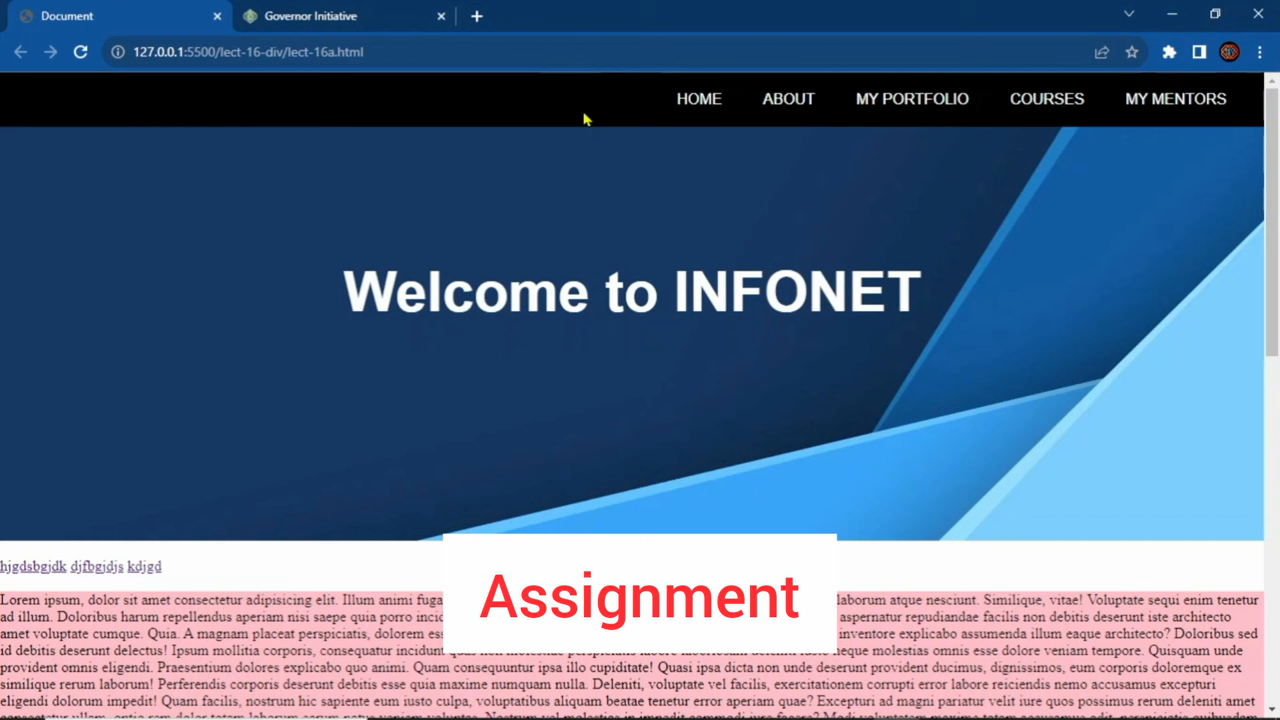 Document
Governor Initiative
127.0.0.1:5500/lect-16-div/lect-16a.html
HOME ABOUT MY PORTFOLIO COURSES MY MENTORS
Welcome to INFONET
hjgdsbgjdk djfbgjdjs kdjgd
Assignment
Lorem ipsum, dolor sit amet consectetur adipisicing elit. Illum animi fuga laborum atque nesciunt. Similique, vitae! Voluptate sequi enim tenetur
ad illum. Doloribus harum repellendus aperiam nisi saepe quia porro inci aspernatur repudiandae facilis non debitis deserunt iste architecto
amet voluptate cumque. Quia. A magnam placeat perspiciatis, dolorem es inventore explicabo assumenda illum eaque architecto? Doloribus sed
id debitis deserunt delectus! Ipsum mollitia corporis, consequatur incidunt neque molestias omnis esse dolore veniam tempore. Quisquam unde
provident omnis eligendi. Praesentium dolores explicabo quo animi. Quam consequuntur ipsa illo cupiditate! Quasi ipsa dicta non unde deserunt provident ducimus, dignissimos, eum corporis doloremque ex
similique rerum laborum! Perferendis corporis deserunt debitis esse quia maxime numquam nulla. Deleniti, voluptate vel facilis, exercitationem corrupti error labore reiciendis nemo accusamus excepturi
eligendi dolorum impedit! Quam facilis, nostrum hic sapiente eum iusto culpa, voluptatibus aliquam beatae tenetur error aperiam quae? Excepturi ad magni pariatur velit iure quos possimus rerum deleniti amet